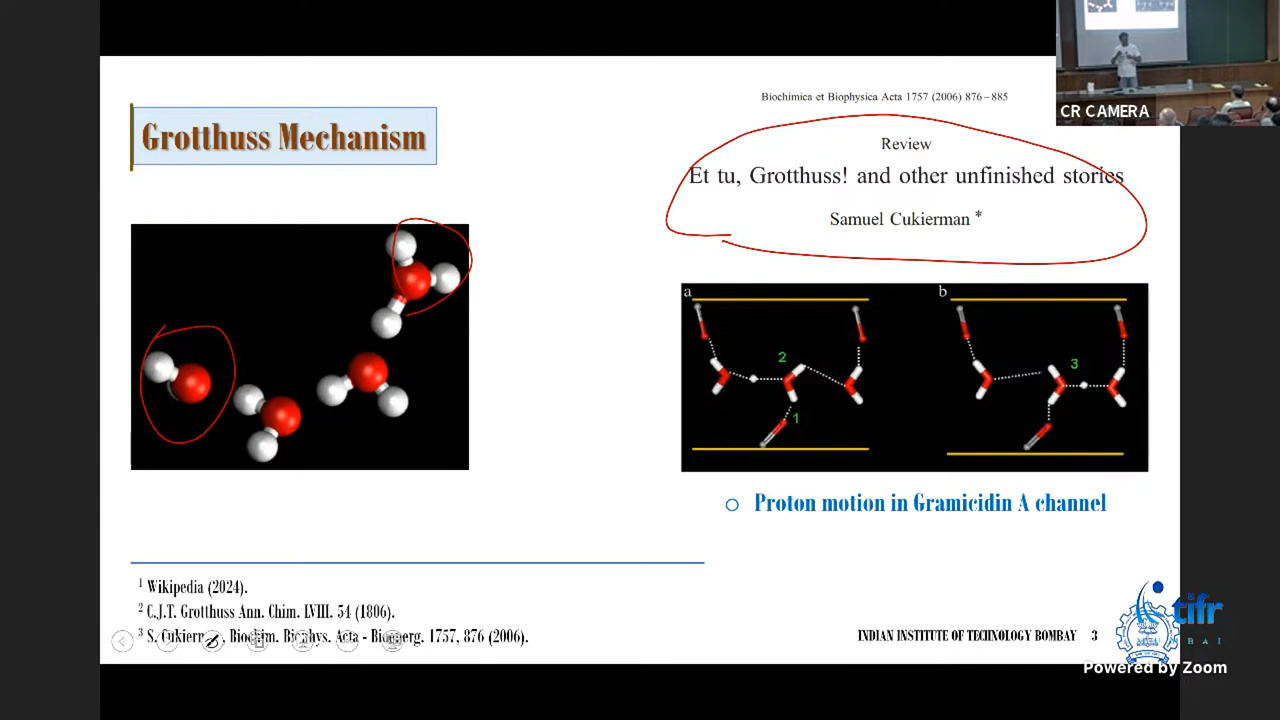 Grotthuss Mechanism
Biochimica et Biophysica Acta 1757 (2006) 876–885
CR CAMERA
Review
Et tu, Grotthuss! and other unfinished stories
Samuel Cukierman *
a
b
2
3
1
Proton motion in Gramicidin A channel
1 Wikipedia (2024).
2 C.J.T. Grotthuss Ann. Chim. LVIII, 54 (1806).
3 S. Cukierman, Biochim. Biophys. Acta - Bioenerg. 1757, 876 (2006).
INDIAN INSTITUTE OF TECHNOLOGY BOMBAY 3
tifr
Powered by Zoom